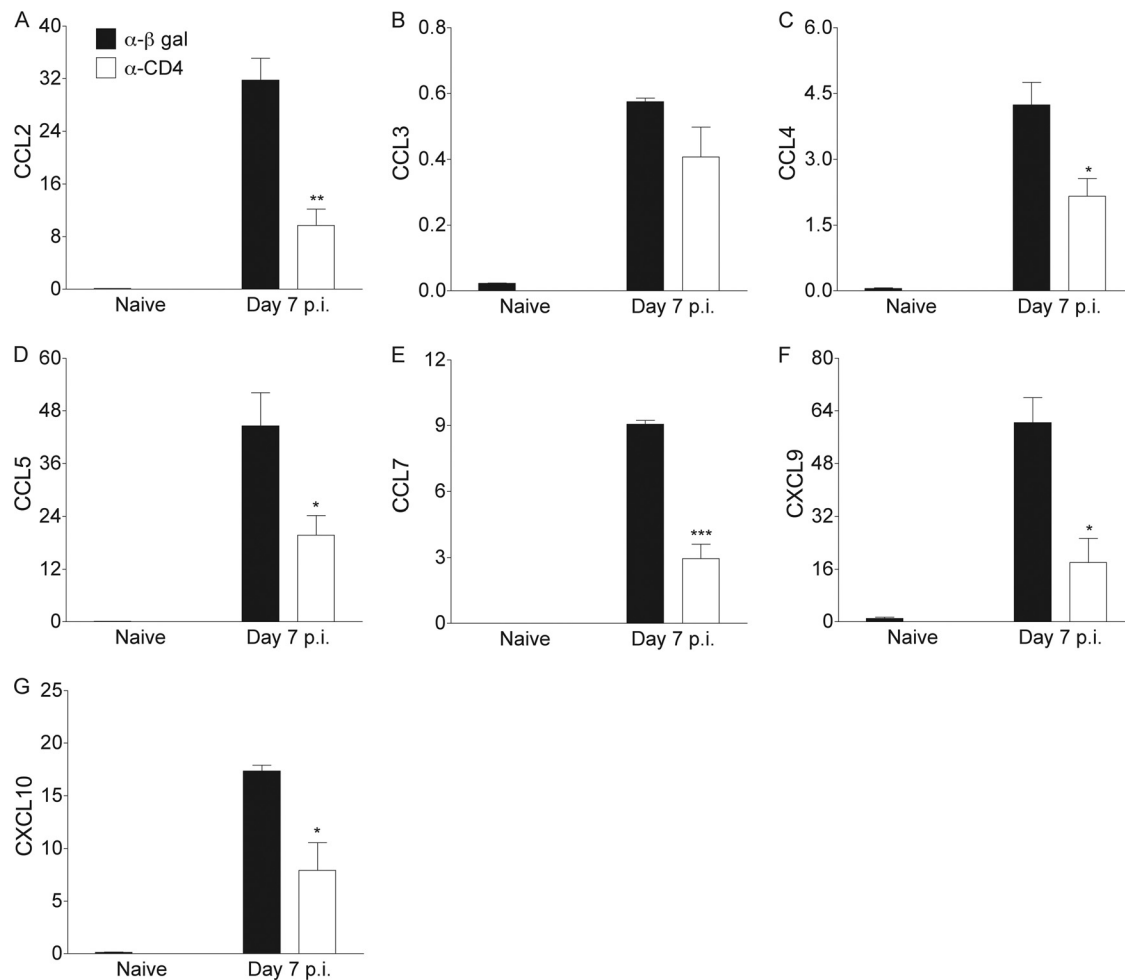 A
CCL2
40
32
24
16
8
0
α-β gal
α-CD4
**
Naive
Day 7 p.i.
B
CCL3
0.8
0.6
0.4
0.2
0.0
Naive
Day 7 p.i.
C
CCL4
6.0
4.5
3.0
1.5
0.0
*
Naive
Day 7 p.i.
D
CCL5
60
48
36
24
12
0
*
Naive
Day 7 p.i.
E
CCL7
12
9
6
3
0
***
Naive
Day 7 p.i.
F
CXCL9
80
64
48
32
16
0
*
Naive
Day 7 p.i.
G
CXCL10
25
20
15
10
5
0
*
Naive
Day 7 p.i.